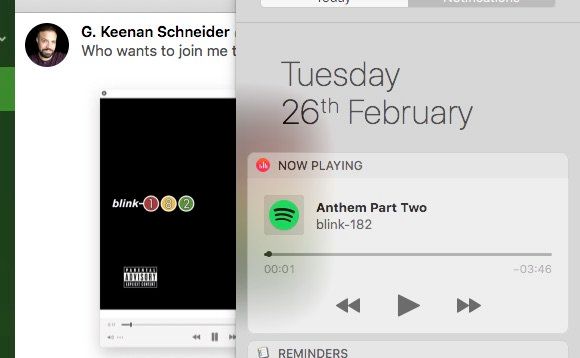 G. Keenan Schneider
Who wants to join me t
blink-182
PARENTAL
ADVISORY
EXPLICIT CONTENT
Today
Notifications
Tuesday
26th February
NOW PLAYING
Anthem Part Two
blink-182
00:01
-03:46
REMINDERS